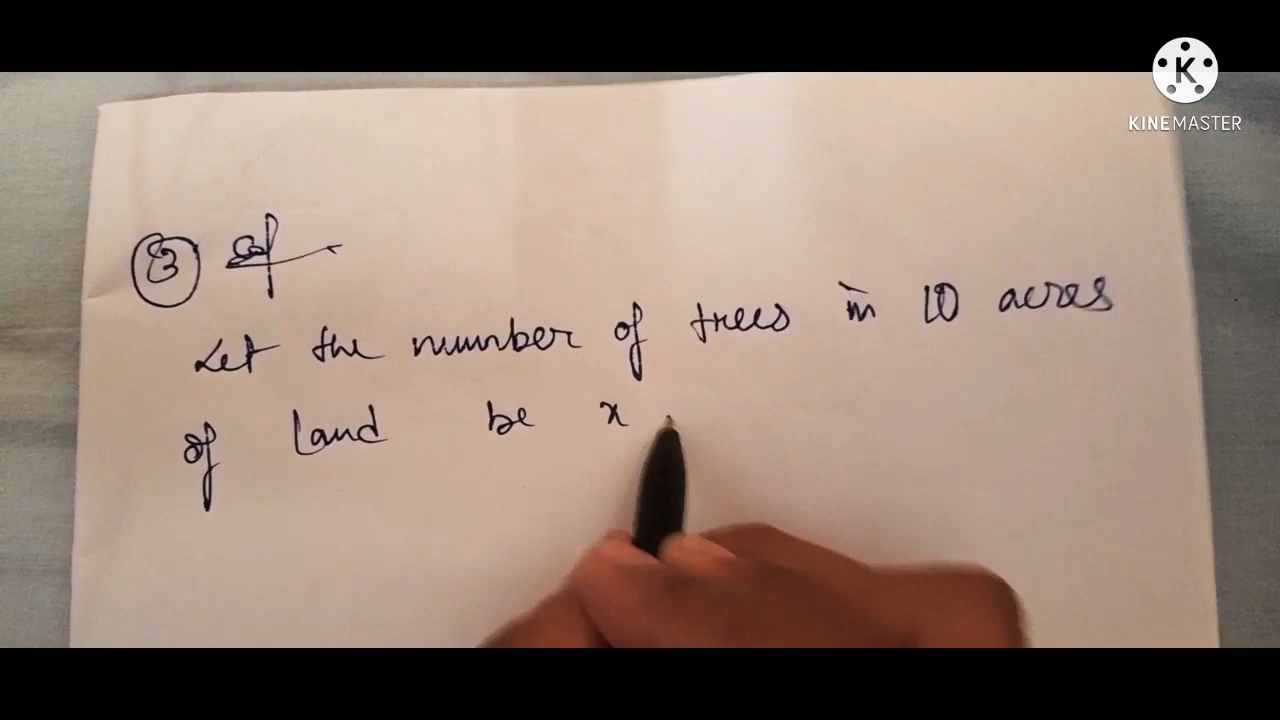 K
KINEMASTER
3 Sol
Let the number of trees in 10 acres
of Land be x